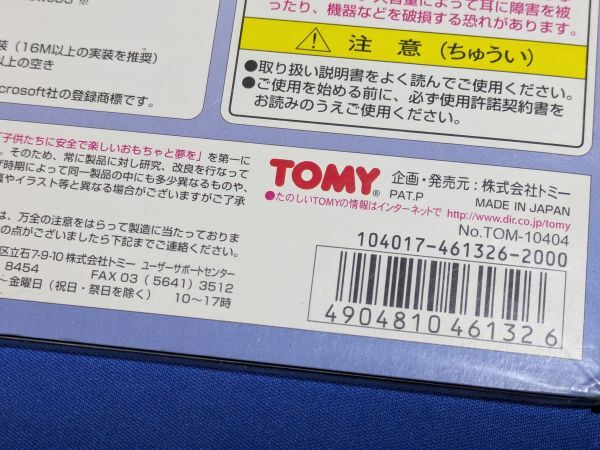 大容量によって耳に障害を被
ったり、機器などを破損する恐れがあります。
注 意 (ちゅうい)
●取り扱い説明書をよく読んでご使用ください。
●ご使用を始める前に、必ず使用許諾契約書を
お読みのうえご使用ください。
装 (16M以上の実装を推奨)
以上の空き
icrosoft社の登録商標です。
「子供たちに安全で楽しいおもちゃと夢を」を第一に
。そのため、常に製品に対し研究、改良を行なって
時期によって同一製品の中にも多少異なるものや、
真やイラスト等と異なる場合がございますがご了承
は、万全の注意をはらって製造に当たっておりま
の点がございましたら下記までご連絡ください。
区立石7-9-10 株式会社トミー ユーザーサポートセンター
8454 FAX 03 (5641) 3512
~金曜日 (祝日・祭日を除く) 10~17時
TOMY®
企画・発売元：株式会社トミー
PAT.P MADE IN JAPAN
●たのしいTOMYの情報はインターネットで http://www.dir.co.jp/tomy
No.TOM-10404
104017-461326-2000
4904810461326